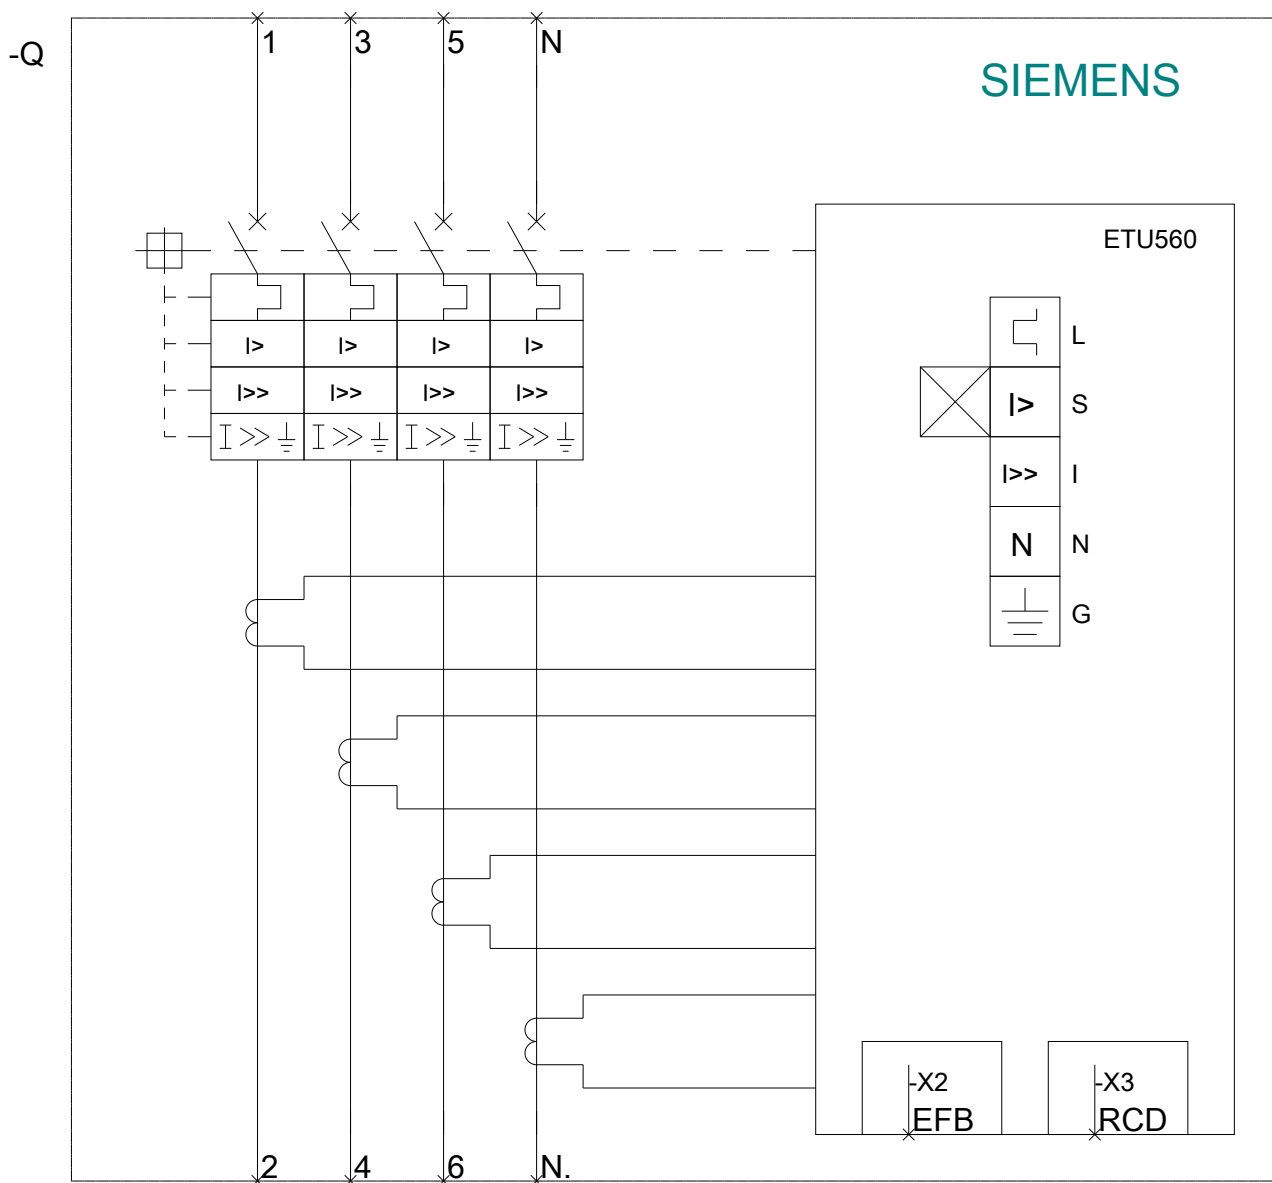 1 3 5 N
-Q
SIEMENS
ETU560
I> I> I> I>
I>> I>> I>> I>>
I >> I >> I >> I >>
L
I> S
I>> I
N N
G
-X2 -X3
EFB RCD
2 4 6 N.